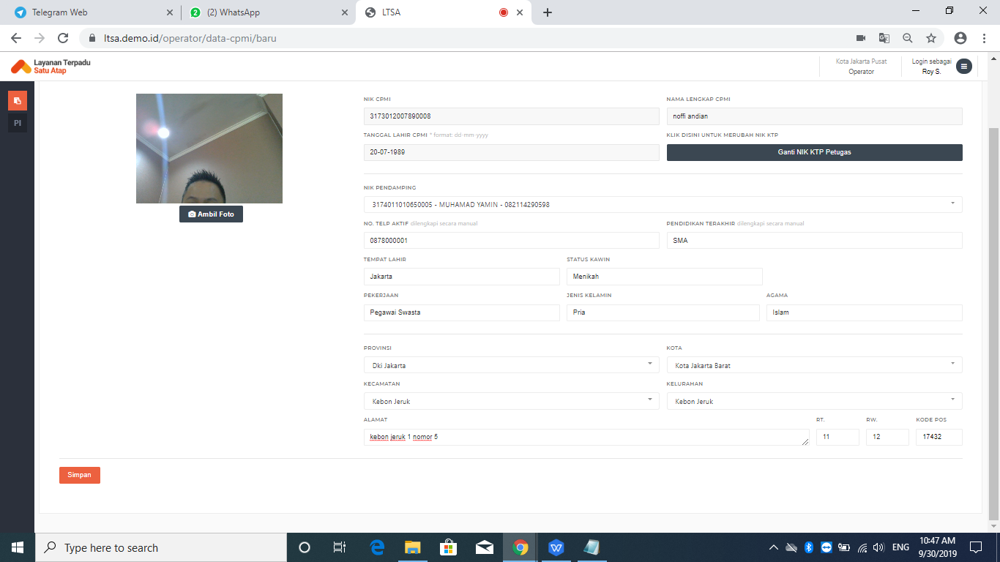 Telegram Web
2 (2) WhatsApp
LTSA
ltsa.demo.id/operator/data-cpmi/baru
Layanan Terpadu
Satu Atap
Kota Jakarta Pusat
Operator
Login sebagai
Roy S.
PI
Ambil Foto
NIK CPMI
NAMA LENGKAP CPMI
3173012007890008
noffi andian
TANGGAL LAHIR CPMI * format: dd-mm-yyyy
KLIK DISINI UNTUK MERUBAH NIK KTP
20-07-1989
Ganti NIK KTP Petugas
NIK PENDAMPING
3174011010650005 - MUHAMAD YAMIN - 082114290598
NO. TELP AKTIF dilengkapi secara manual
PENDIDIKAN TERAKHIR dilengkapi secara manual
0878000001
SMA
TEMPAT LAHIR
STATUS KAWIN
Jakarta
Menikah
PEKERJAAN
JENIS KELAMIN
AGAMA
Pegawai Swasta
Pria
Islam
PROVINSI
KOTA
Dki Jakarta
Kota Jakarta Barat
KECAMATAN
KELURAHAN
Kebon Jeruk
Kebon Jeruk
ALAMAT
RT.
RW.
KODE POS
kebon jeruk 1 nomor 5
11
12
17432
Simpan
Type here to search
ENG
10:47 AM
9/30/2019